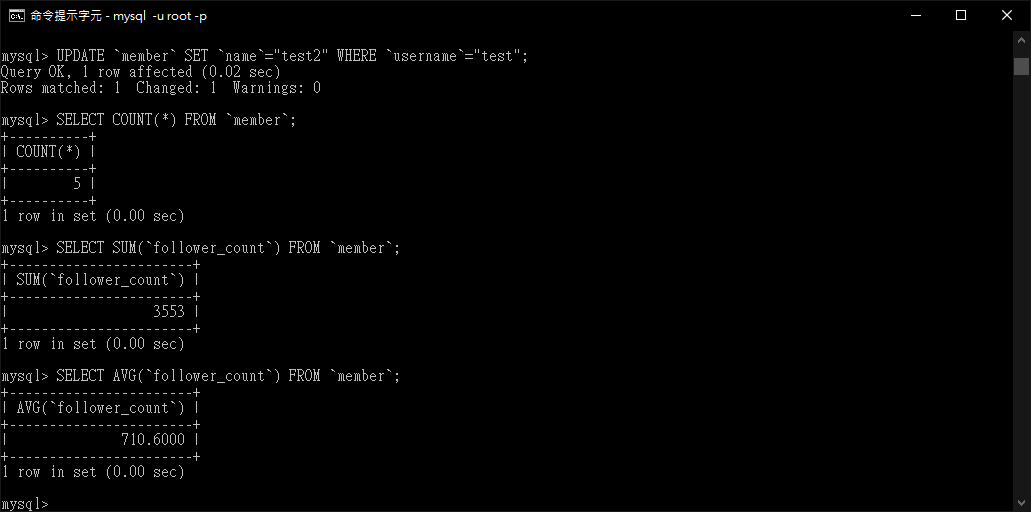 命令提示字元 - mysql  -u root -p
mysql> UPDATE `member` SET `name`="test2" WHERE `username`="test";
Query OK, 1 row affected (0.02 sec)
Rows matched: 1  Changed: 1  Warnings: 0
mysql> SELECT COUNT(*) FROM `member`;
+----------+
| COUNT(*) |
+----------+
|        5 |
+----------+
1 row in set (0.00 sec)
mysql> SELECT SUM(`follower_count`) FROM `member`;
+-----------------------+
| SUM(`follower_count`) |
+-----------------------+
|                  3553 |
+-----------------------+
1 row in set (0.00 sec)
mysql> SELECT AVG(`follower_count`) FROM `member`;
+-----------------------+
| AVG(`follower_count`) |
+-----------------------+
|              710.6000 |
+-----------------------+
1 row in set (0.00 sec)
mysql>